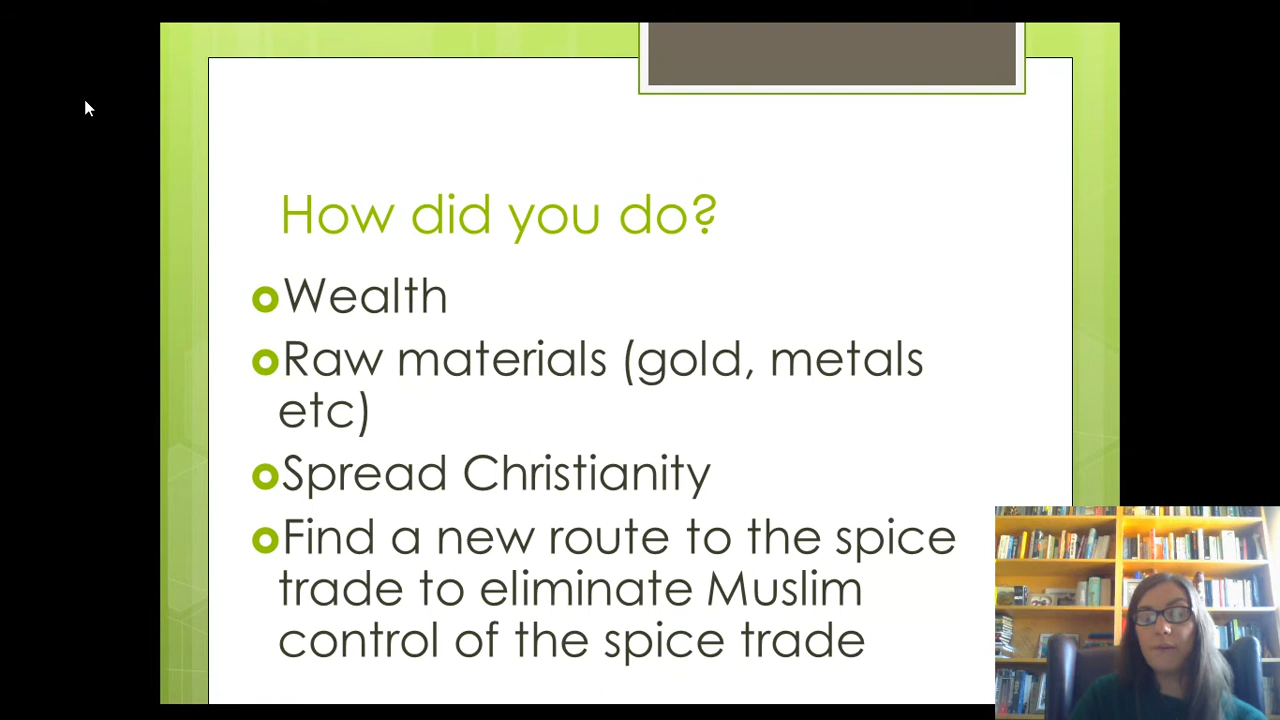 How did you do?
Wealth
Raw materials (gold, metals
etc)
Spread Christianity
Find a new route to the spice
trade to eliminate Muslim
control of the spice trade